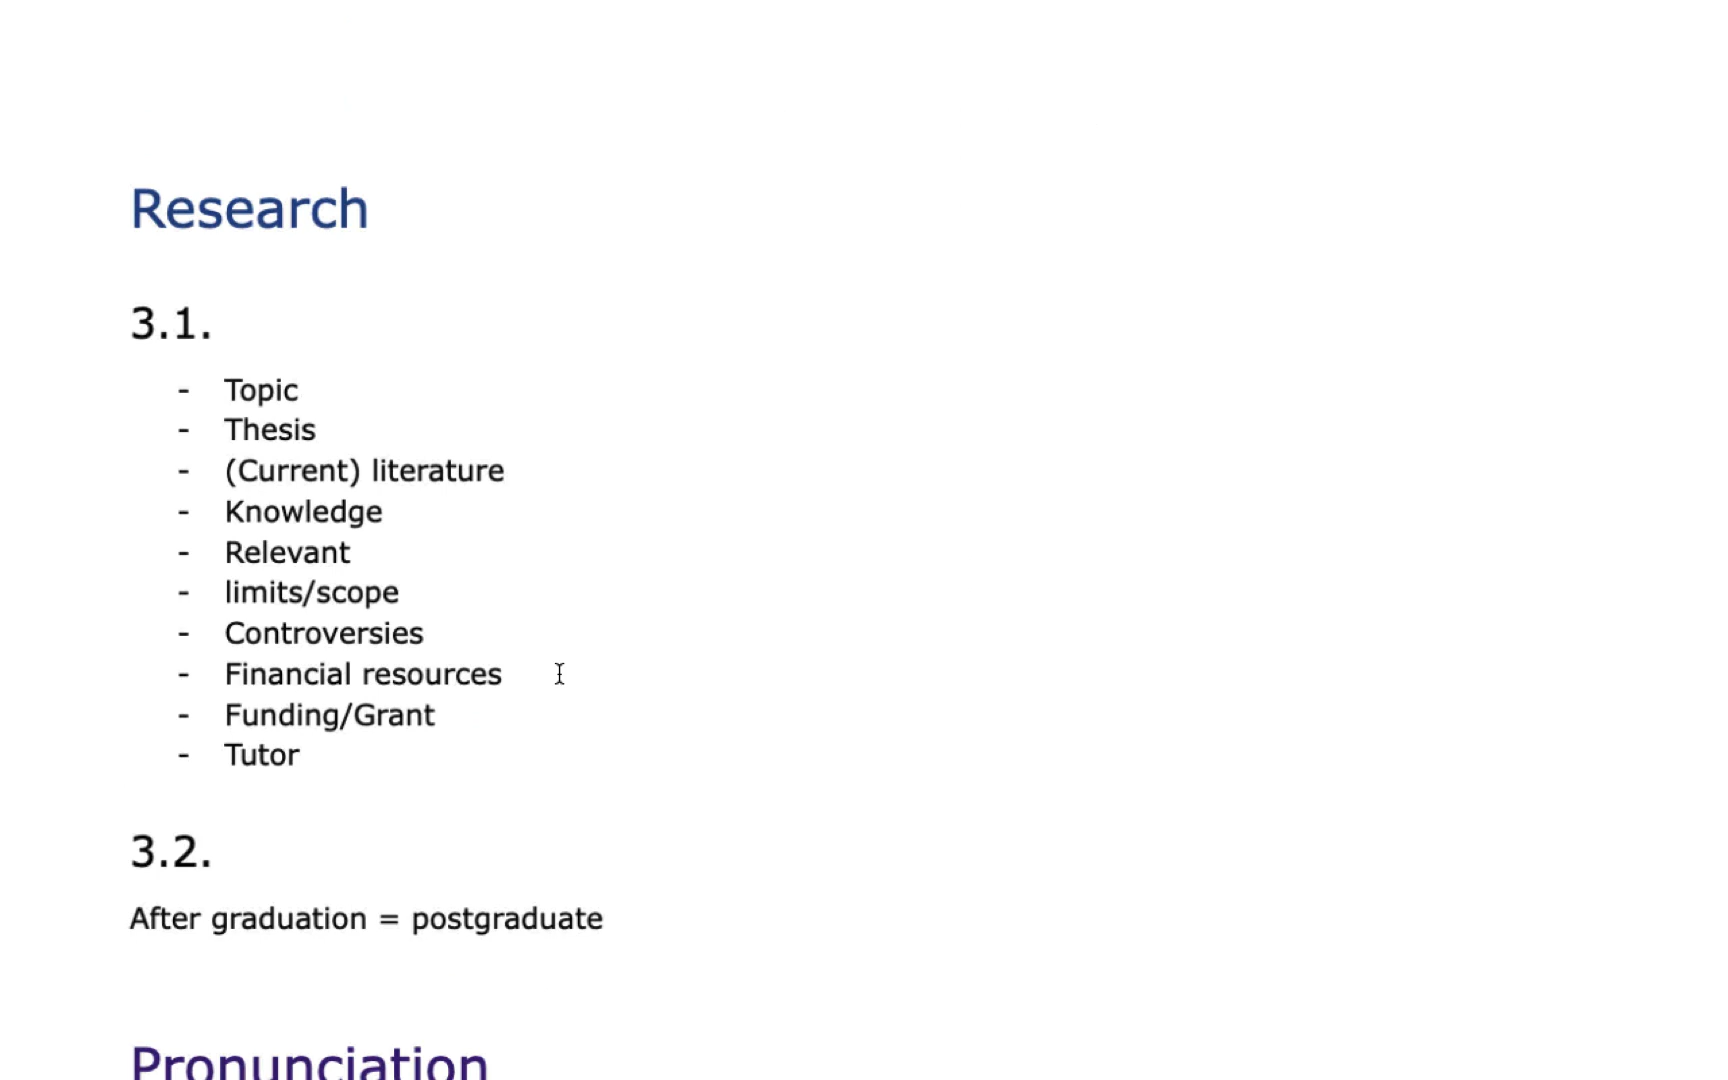 Research
3.1.
- Topic
- Thesis
- (Current) literature
- Knowledge
- Relevant
- limits/scope
- Controversies
- Financial resources
- Funding/Grant
- Tutor
3.2.
After graduation = postgraduate
Pronunciation